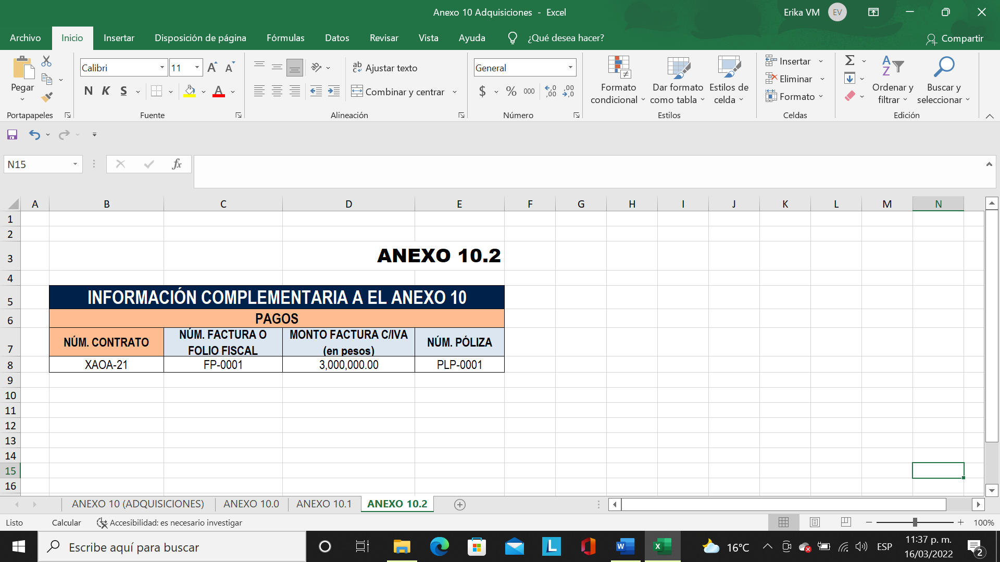 Anexo 10 Adquisiciones - Excel
Erika VM
EV
Archivo
Inicio
Insertar
Disposición de página
Fórmulas
Datos
Revisar
Vista
Ayuda
¿Qué desea hacer?
Compartir
Pegar
Portapapeles
Calibri
11
N K S
Fuente
Ajustar texto
Combinar y centrar
Alineación
General
$ % 000
Número
Formato condicional
Dar formato como tabla
Estilos de celda
Estilos
Insertar
Eliminar
Formato
Celdas
Ordenar y filtrar
Buscar y seleccionar
Edición
N15
fx
A B C D E F G H I J K L M N
1
2
3 ANEXO 10.2
4
5 INFORMACIÓN COMPLEMENTARIA A EL ANEXO 10
6 PAGOS
7 NÚM. CONTRATO NÚM. FACTURA O FOLIO FISCAL MONTO FACTURA C/IVA (en pesos) NÚM. PÓLIZA
8 XAOA-21 FP-0001 3,000,000.00 PLP-0001
9
10
11
12
13
14
15
16
ANEXO 10 (ADQUISICIONES) ANEXO 10.0 ANEXO 10.1 ANEXO 10.2
Listo Calcular Accesibilidad: es necesario investigar
100%
Escribe aquí para buscar
16°C
ESP
11:37 p. m.
16/03/2022
2